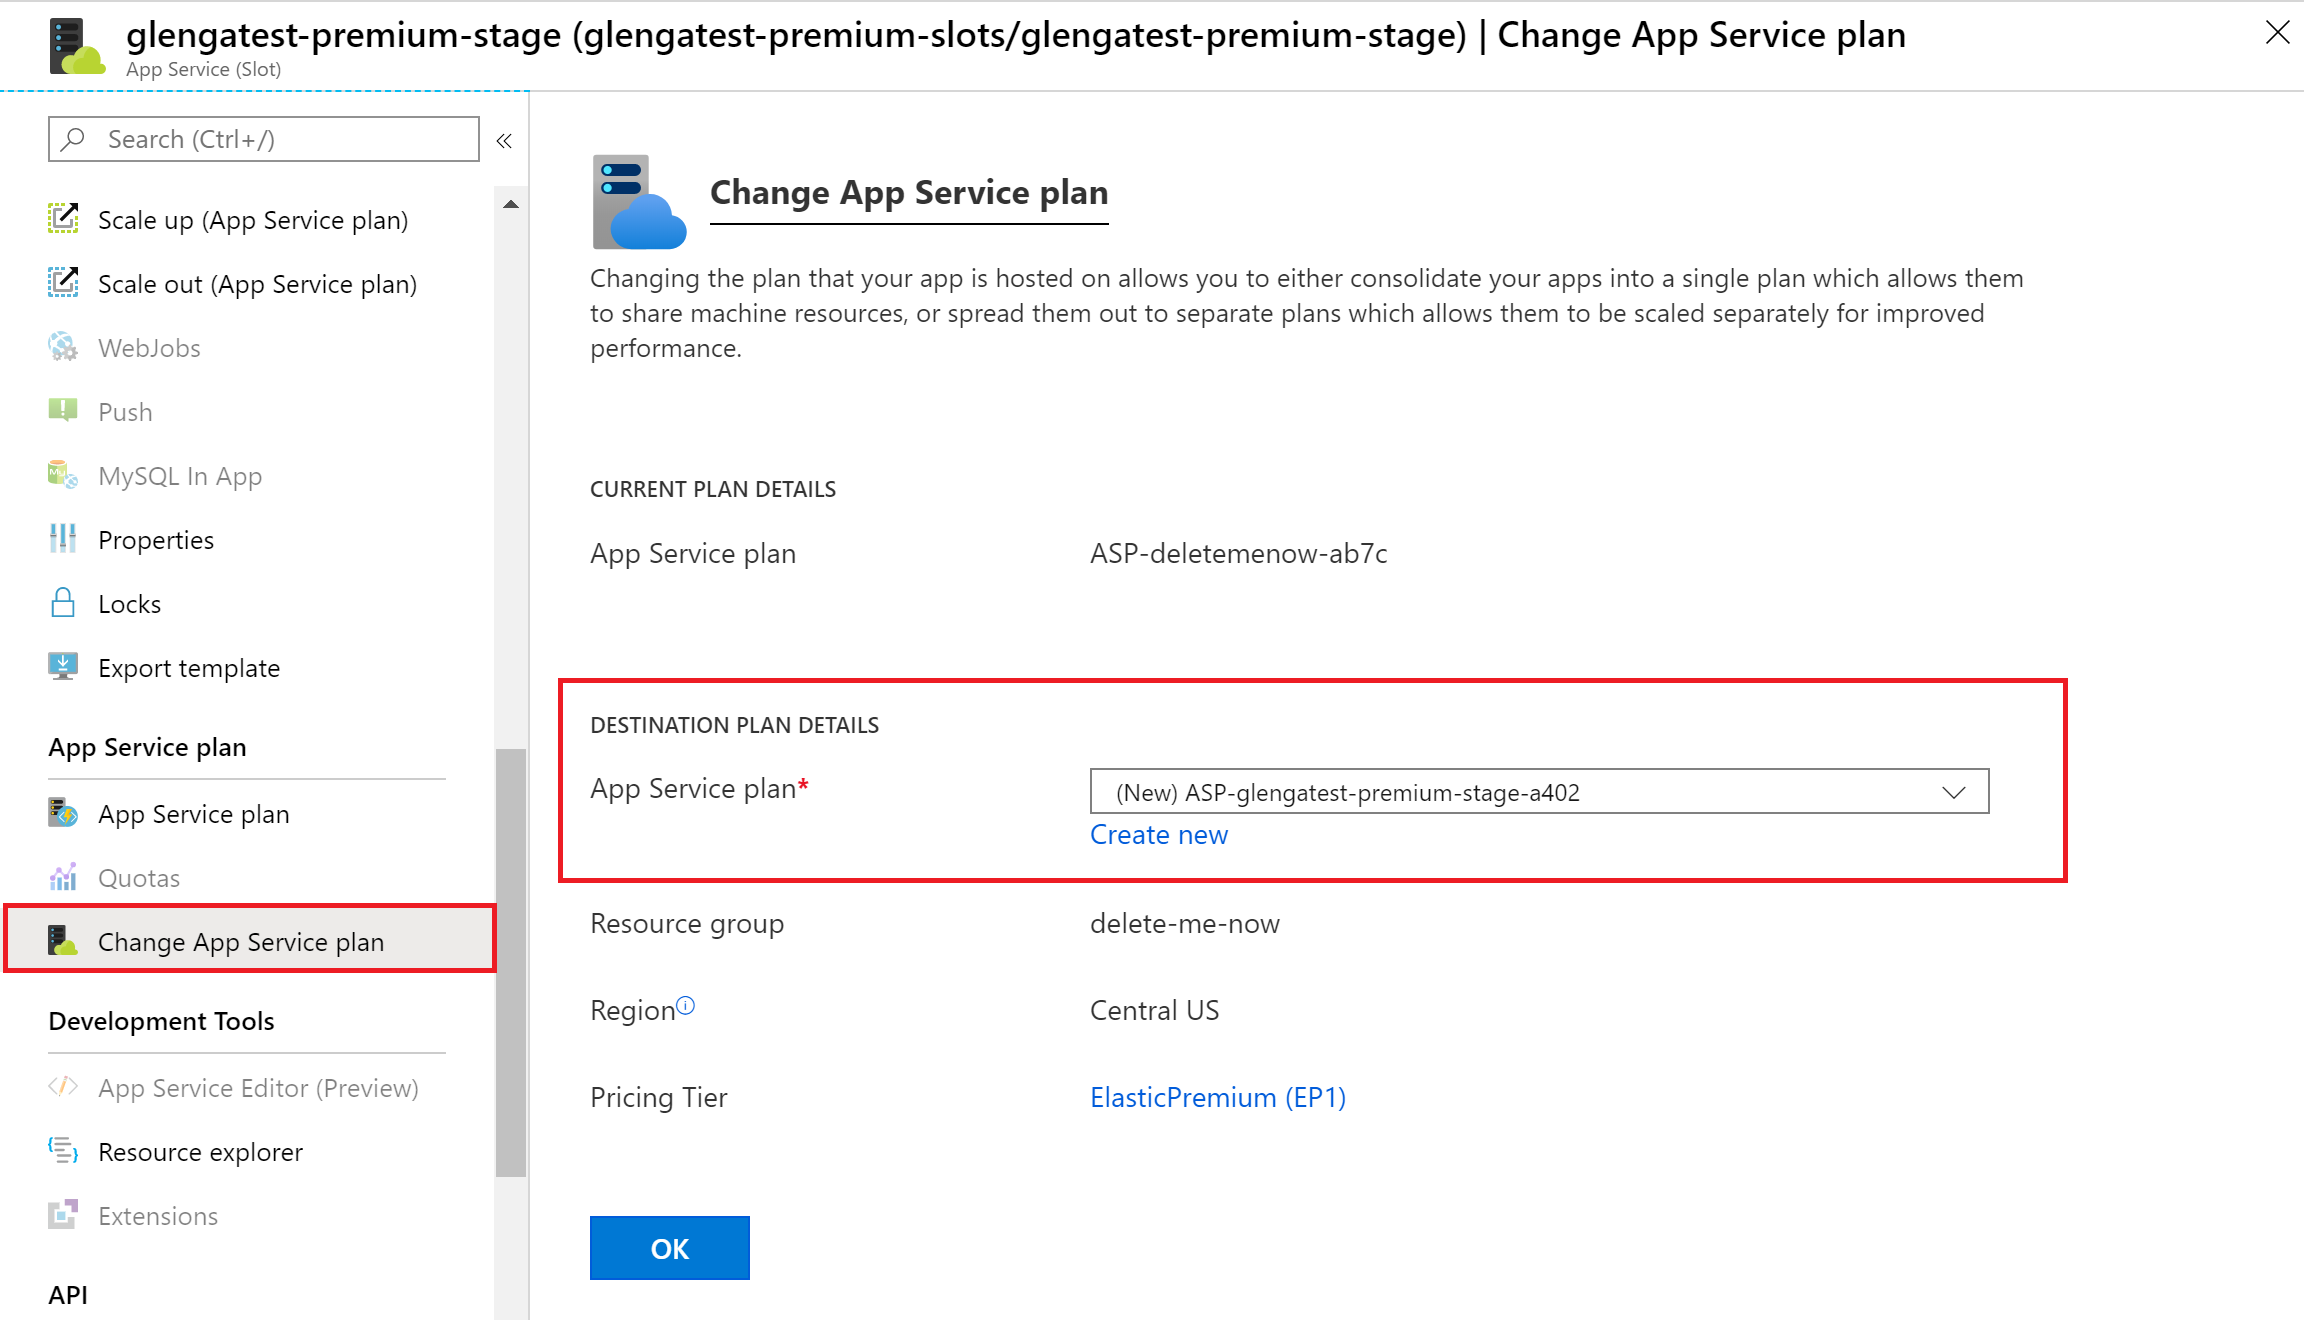 glengatest-premium-stage (glengatest-premium-slots/glengatest-premium-stage) | Change App Service plan
App Service (Slot)
Search (Ctrl+/)
Scale up (App Service plan)
Scale out (App Service plan)
WebJobs
Push
MySQL In App
Properties
Locks
Export template
App Service plan
App Service plan
Quotas
Change App Service plan
Development Tools
App Service Editor (Preview)
Resource explorer
Extensions
API
Change App Service plan
Changing the plan that your app is hosted on allows you to either consolidate your apps into a single plan which allows them
to share machine resources, or spread them out to separate plans which allows them to be scaled separately for improved
performance.
CURRENT PLAN DETAILS
App Service plan ASP-deletemenow-ab7c
DESTINATION PLAN DETAILS
App Service plan* (New) ASP-glengatest-premium-stage-a402
Create new
Resource group delete-me-now
Region Central US
Pricing Tier ElasticPremium (EP1)
OK